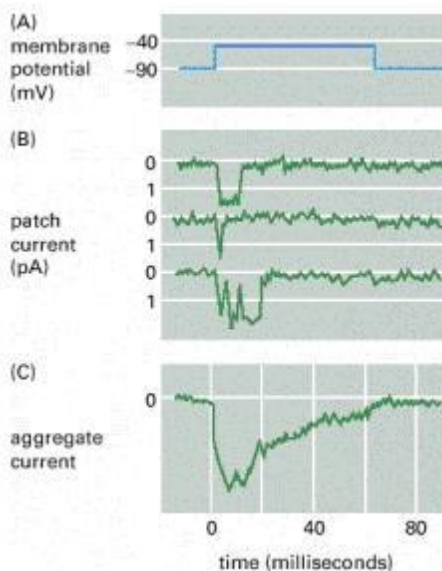 (A)
membrane
potential
(mV)
−40
−90
(B)
patch
current
(pA)
0
1
0
1
0
1
(C)
aggregate
current
0
0 40 80
time (milliseconds)